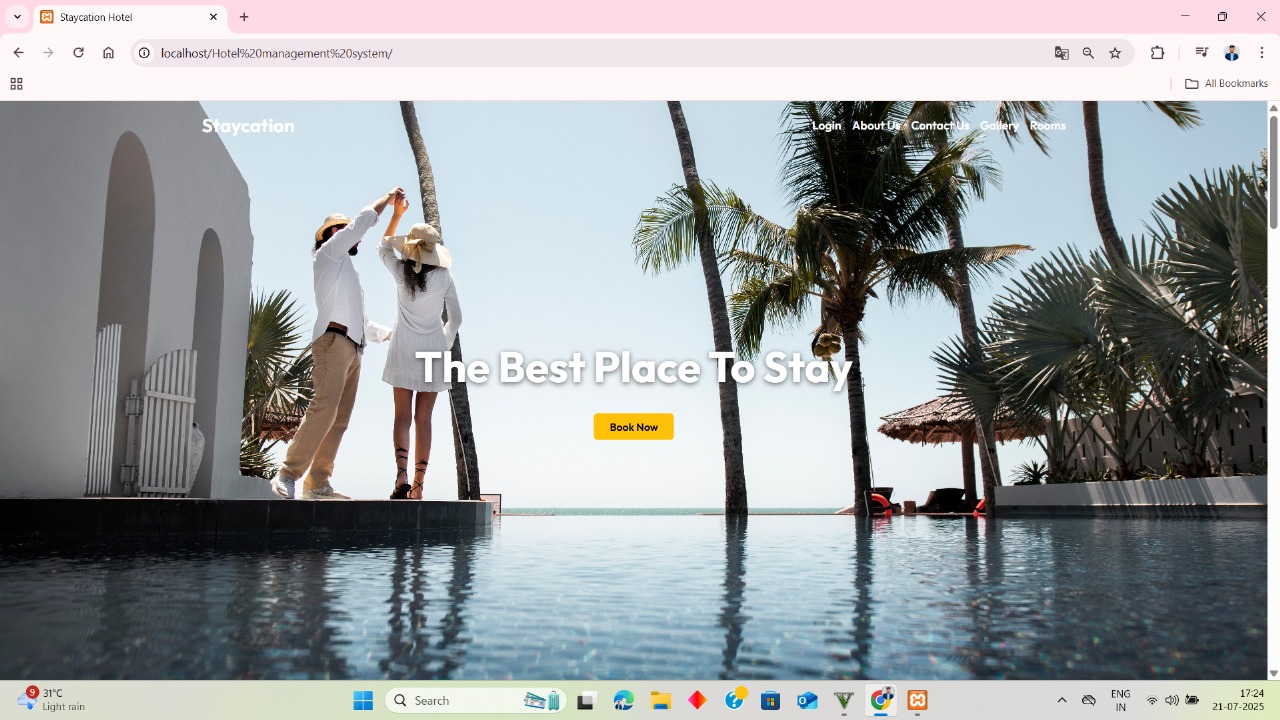 Staycation Hotel
localhost/Hotel%20management%20system/
All Bookmarks
Staycation
Login About Us Contact Us Gallery Rooms
The Best Place To Stay
Book Now
9
31°C
Light rain
Search
ENG
IN
17:24
21-07-2025